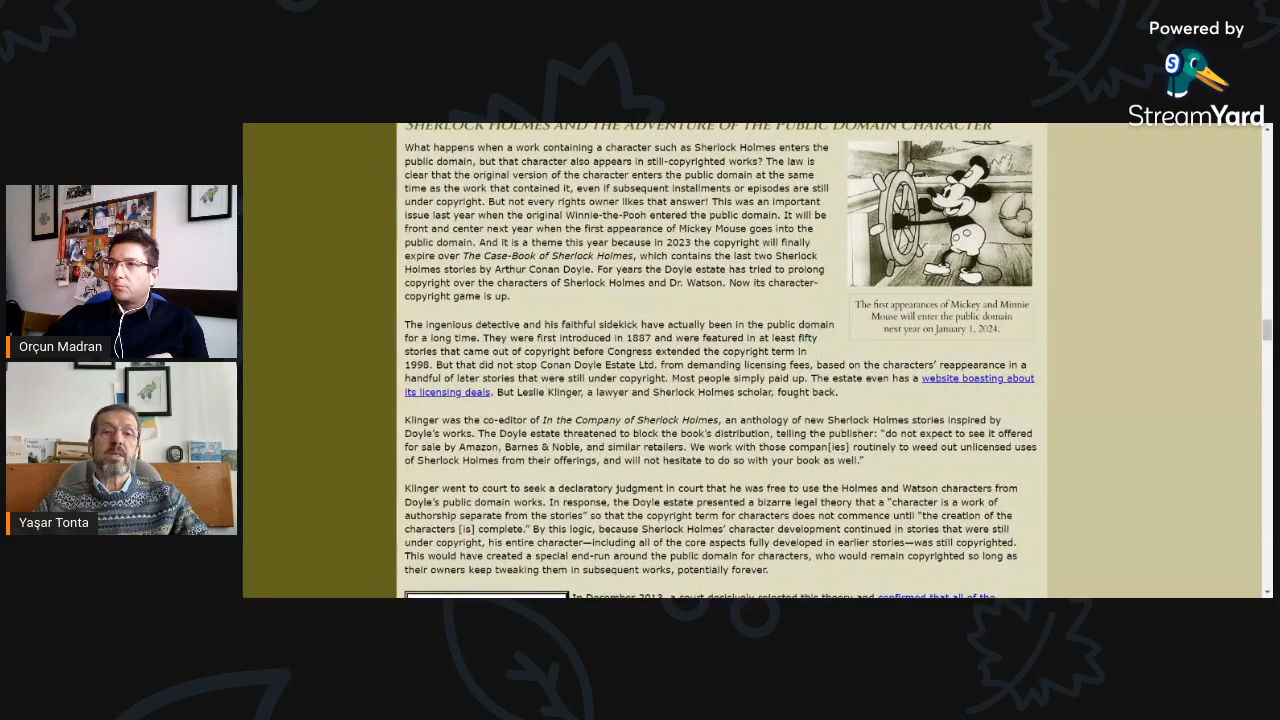 Powered by
StreamYard
SHERLOCK HOLMES AND THE ADVENTURE OF THE PUBLIC DOMAIN CHARACTER
What happens when a work containing a character such as Sherlock Holmes enters the
public domain, but that character also appears in still-copyrighted works? The law is
clear that the original version of the character enters the public domain at the same
time as the work that contained it, even if subsequent installments or episodes are still
under copyright. But not every rights owner likes that answer! This was an important
issue last year when the original Winnie-the-Pooh entered the public domain. It will be
front and center next year when the first appearance of Mickey Mouse goes into the
public domain. And it is a theme this year because in 2023 the copyright will finally
expire over The Case-Book of Sherlock Holmes, which contains the last two Sherlock
Holmes stories by Arthur Conan Doyle. For years the Doyle estate has tried to prolong
copyright over the characters of Sherlock Holmes and Dr. Watson. Now its character-
copyright game is up.
The first appearances of Mickey and Minnie
Mouse will enter the public domain
next year on January 1, 2024.
The ingenious detective and his faithful sidekick have actually been in the public domain
for a long time. They were first introduced in 1887 and were featured in at least fifty
stories that came out of copyright before Congress extended the copyright term in
1998. But that did not stop Conan Doyle Estate Ltd. from demanding licensing fees, based on the characters' reappearance in a
handful of later stories that were still under copyright. Most people simply paid up. The estate even has a website boasting about
its licensing deals. But Leslie Klinger, a lawyer and Sherlock Holmes scholar, fought back.
Klinger was the co-editor of In the Company of Sherlock Holmes, an anthology of new Sherlock Holmes stories inspired by
Doyle's works. The Doyle estate threatened to block the book's distribution, telling the publisher: "do not expect to see it offered
for sale by Amazon, Barnes & Noble, and similar retailers. We work with those compan[ies] routinely to weed out unlicensed uses
of Sherlock Holmes from their offerings, and will not hesitate to do so with your book as well."
Klinger went to court to seek a declaratory judgment in court that he was free to use the Holmes and Watson characters from
Doyle's public domain works. In response, the Doyle estate presented a bizarre legal theory that a "character is a work of
authorship separate from the stories" so that the copyright term for characters does not commence until "the creation of the
characters [is] complete." By this logic, because Sherlock Holmes' character development continued in stories that were still
under copyright, his entire character—including all of the core aspects fully developed in earlier stories—was still copyrighted.
This would have created a special end-run around the public domain for characters, who would remain copyrighted so long as
their owners keep tweaking them in subsequent works, potentially forever.
In December 2013, a court decisively rejected this theory and confirmed that all of the
Orçun Madran
Yaşar Tonta